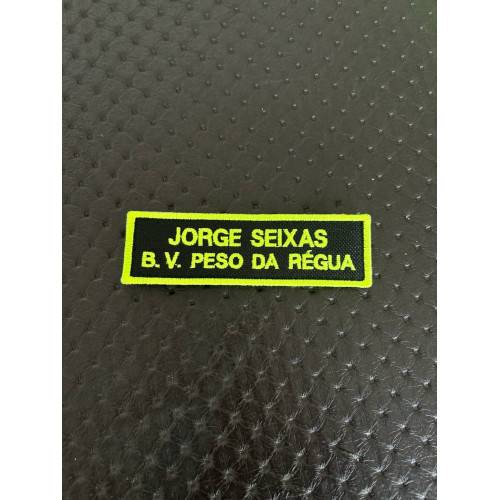 JORGE SEIXAS
B. V. PESO DA RÉGUA